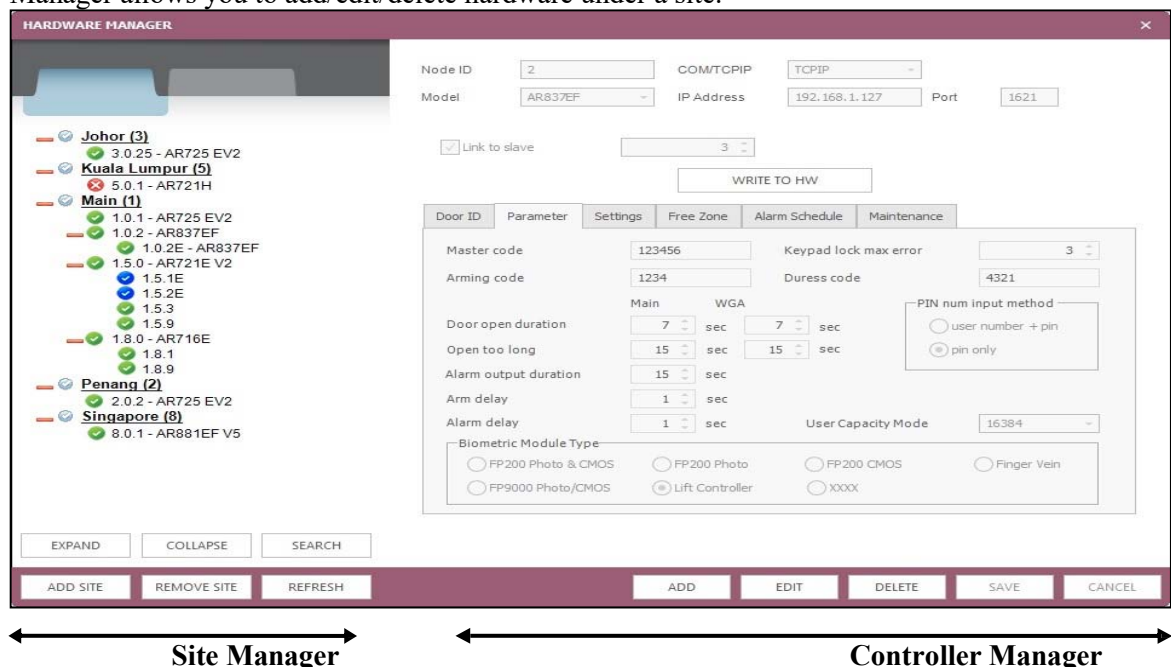 Manager allows you to add/edit/delete hardware under a site.
HARDWARE MANAGER
Node ID 2 COM/TCPIP TCPIP
Model AR837EF IP Address 192.168.1.127 Port 1621
Link to slave 3
WRITE TO HW
Johor (3)
3.0.25 - AR725 EV2
Kuala Lumpur (5)
5.0.1 - AR721H
Main (1)
1.0.1 - AR725 EV2
1.0.2 - AR837EF
1.0.2E - AR837EF
1.5.0 - AR721E V2
1.5.1E
1.5.2E
1.5.3
1.5.9
1.8.0 - AR716E
1.8.1
1.8.9
Penang (2)
2.0.2 - AR725 EV2
Singapore (8)
8.0.1 - AR881EF V5
Door ID Parameter Settings Free Zone Alarm Schedule Maintenance
Master code 123456 Keypad lock max error 3
Arming code 1234 Duress code 4321
Main WGA PIN num input method
Door open duration 7 sec 7 sec user number + pin
Open too long 15 sec 15 sec pin only
Alarm output duration 15 sec
Arm delay 1 sec
Alarm delay 1 sec User Capacity Mode 16384
Biometric Module Type
FP200 Photo & CMOS FP200 Photo FP200 CMOS Finger Vein
FP9000 Photo/CMOS Lift Controller XXXX
EXPAND COLLAPSE SEARCH
ADD SITE REMOVE SITE REFRESH ADD EDIT DELETE SAVE CANCEL
Site Manager Controller Manager